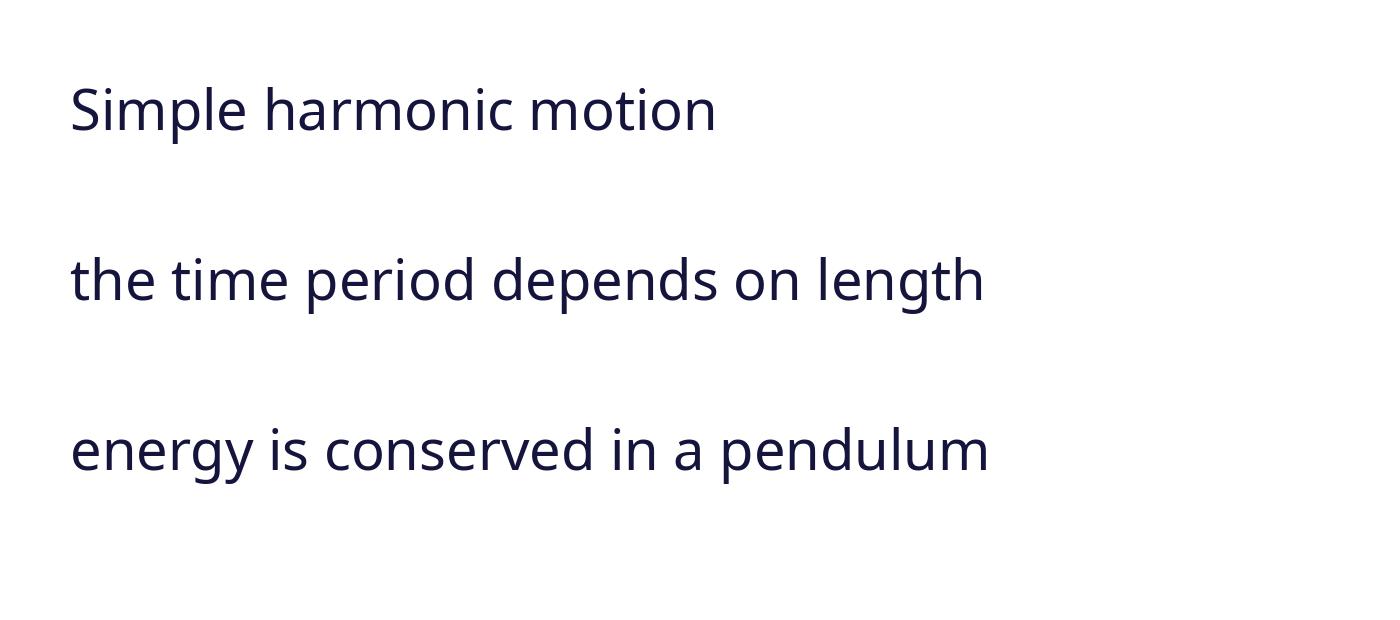 Simple harmonic motion
the time period depends on length
energy is conserved in a pendulum